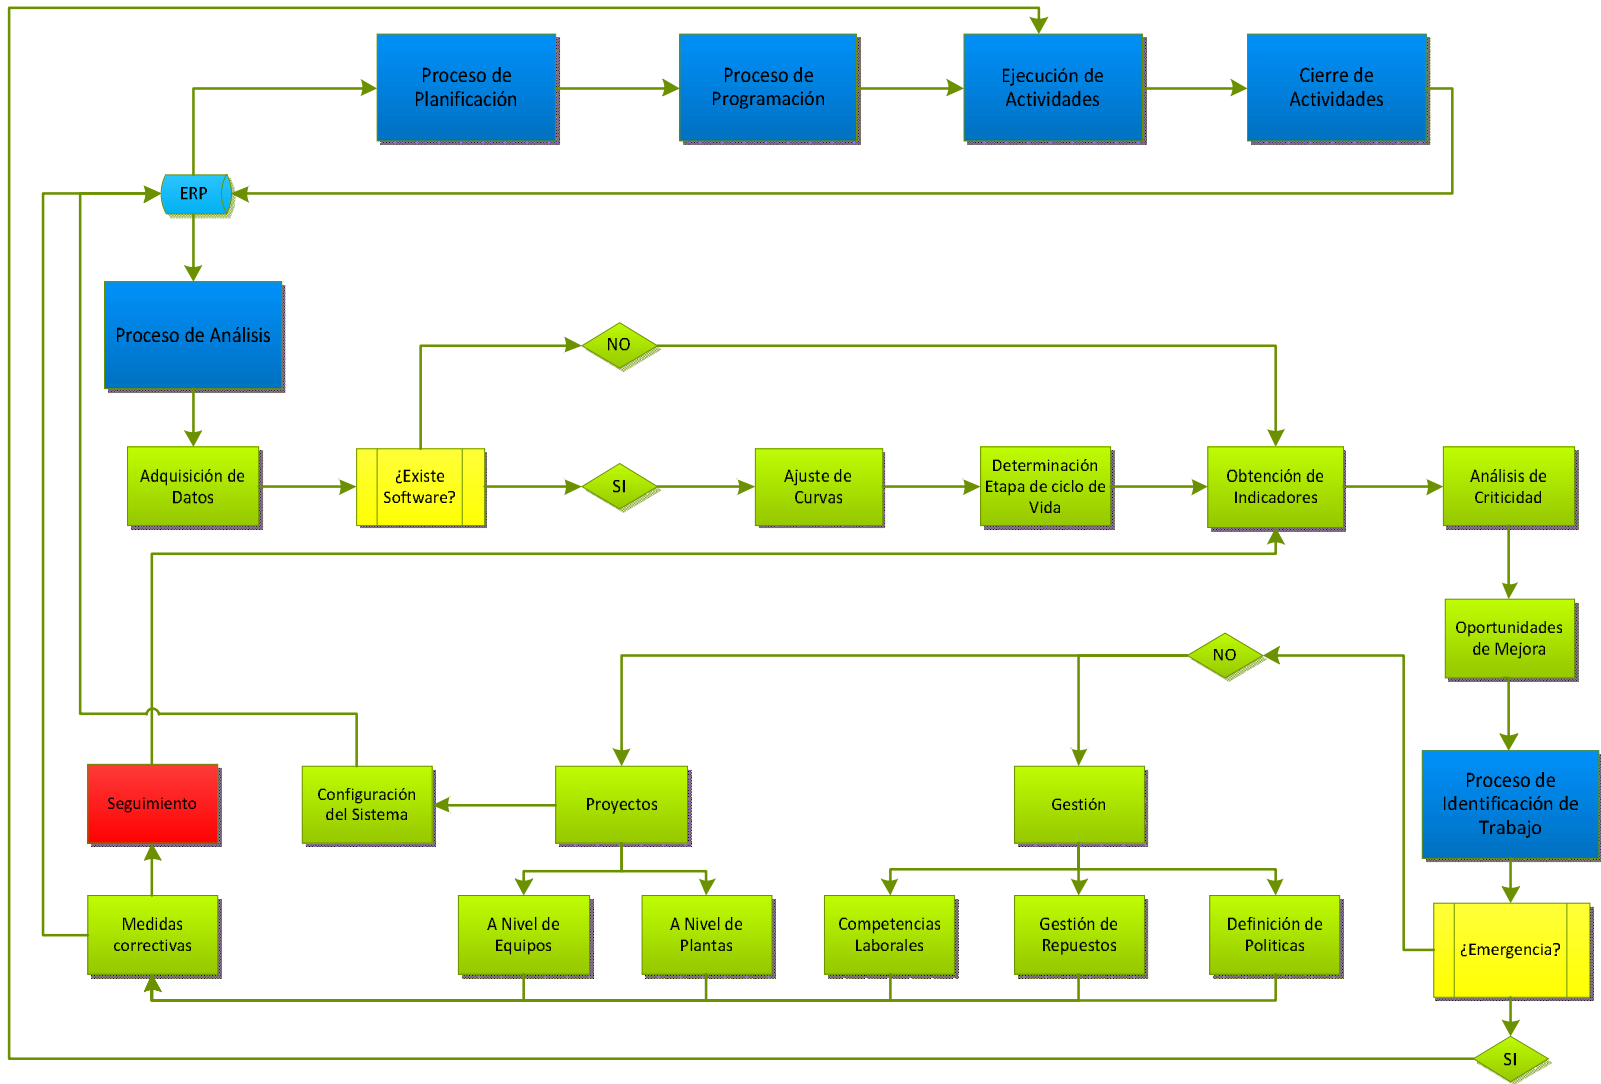 Proceso de
Planificación
Proceso de
Programación
Ejecución de
Actividades
Cierre de
Actividades
ERP
Proceso de Análisis
NO
Adquisición de
Datos
¿Existe
Software?
SI
Ajuste de
Curvas
Determinación
Etapa de ciclo de
Vida
Obtención de
Indicadores
Análisis de
Criticidad
Oportunidades
de Mejora
NO
Seguimiento
Configuración
del Sistema
Proyectos
Gestión
Proceso de
Identificación de
Trabajo
Medidas
correctivas
A Nivel de
Equipos
A Nivel de
Plantas
Competencias
Laborales
Gestión de
Repuestos
Definición de
Politicas
¿Emergencia?
SI